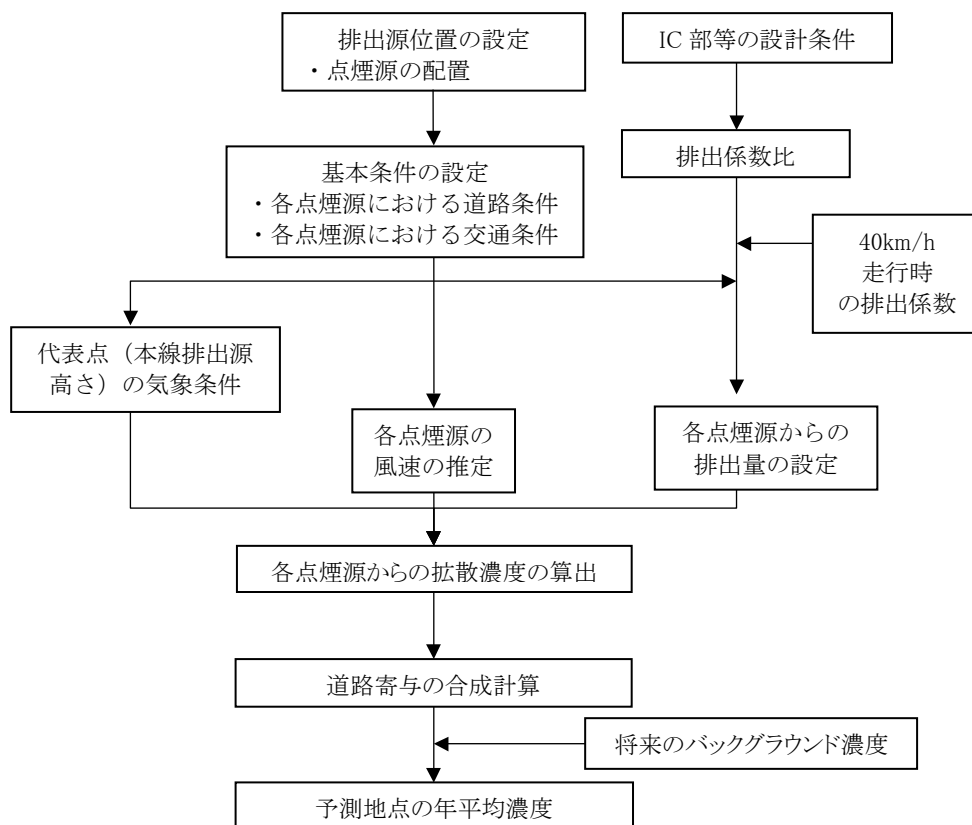 排出源位置の設定
・点煙源の配置
IC 部等の設計条件
基本条件の設定
・各点煙源における道路条件
・各点煙源における交通条件
排出係数比
40km/h
走行時
の排出係数
代表点（本線排出源
高さ）の気象条件
各点煙源の
風速の推定
各点煙源からの
排出量の設定
各点煙源からの拡散濃度の算出
道路寄与の合成計算
将来のバックグラウンド濃度
予測地点の年平均濃度